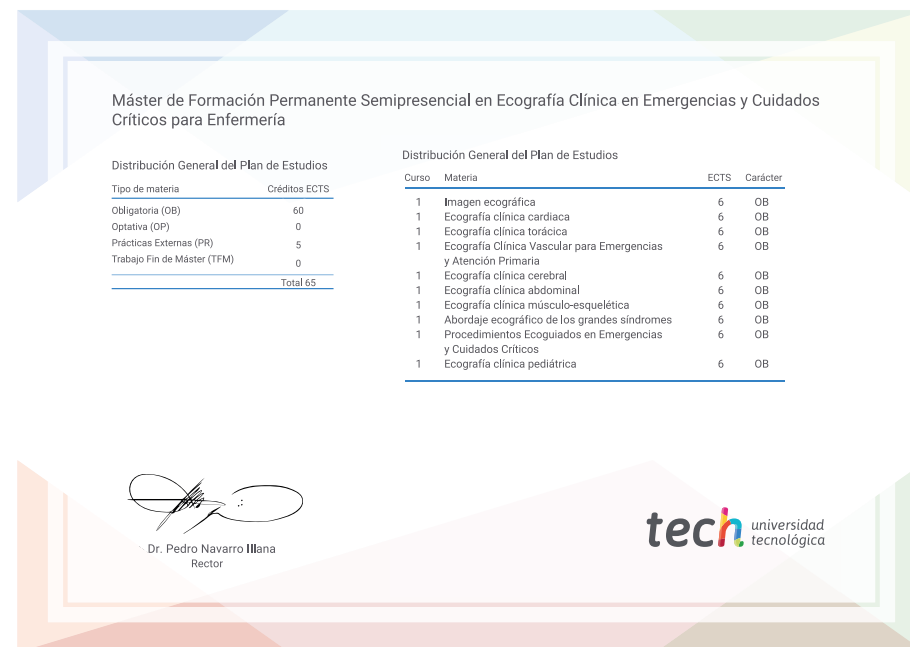 Máster de Formación Permanente Semipresencial en Ecografía Clínica en Emergencias y Cuidados
Críticos para Enfermería
Distribución General del Plan de Estudios
Tipo de materia Créditos ECTS
Obligatoria (OB) 60
Optativa (OP) 0
Prácticas Externas (PR) 5
Trabajo Fin de Máster (TFM) 0
Total 65
Distribución General del Plan de Estudios
Curso Materia ECTS Carácter
1 Imagen ecográfica 6 OB
1 Ecografía clínica cardiaca 6 OB
1 Ecografía clínica torácica 6 OB
1 Ecografía Clínica Vascular para Emergencias 6 OB
y Atención Primaria
1 Ecografía clínica cerebral 6 OB
1 Ecografía clínica abdominal 6 OB
1 Ecografía clínica músculo-esquelética 6 OB
1 Abordaje ecográfico de los grandes síndromes 6 OB
1 Procedimientos Ecoguiados en Emergencias 6 OB
y Cuidados Críticos
1 Ecografía clínica pediátrica 6 OB
Dr. Pedro Navarro Illana
Rector
tech universidad
tecnológica